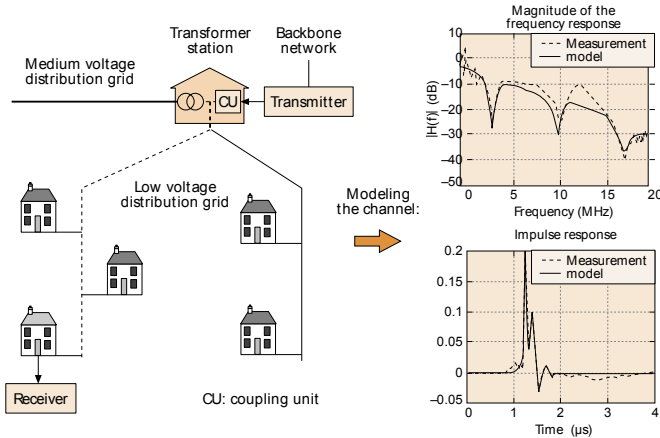 Transformer
station
Backbone
network
Medium voltage
distribution grid
CU
Transmitter
Low voltage
distribution grid
Receiver
CU: coupling unit
Modeling
the channel:
Magnitude of the
frequency response
Measurement
model
|H(f)| (dB)
10
0
–10
–20
–30
–40
–50
0 5 10 15 20
Frequency (MHz)
Impulse response
Measurement
model
0.2
0.15
0.1
0.05
0
–0.05
0 1 2 3 4
Time (µs)